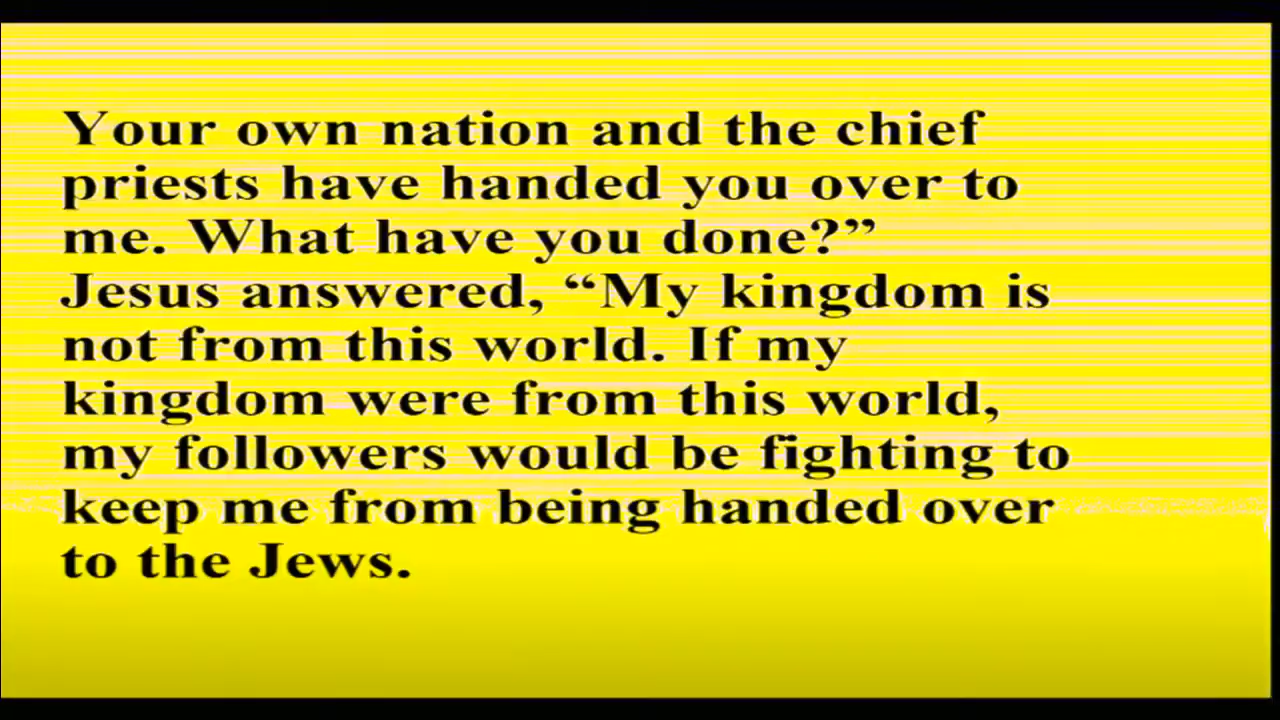 Your own nation and the chief
priests have handed you over to
me. What have you done?”
Jesus answered, “My kingdom is
not from this world. If my
kingdom were from this world,
my followers would be fighting to
keep me from being handed over
to the Jews.